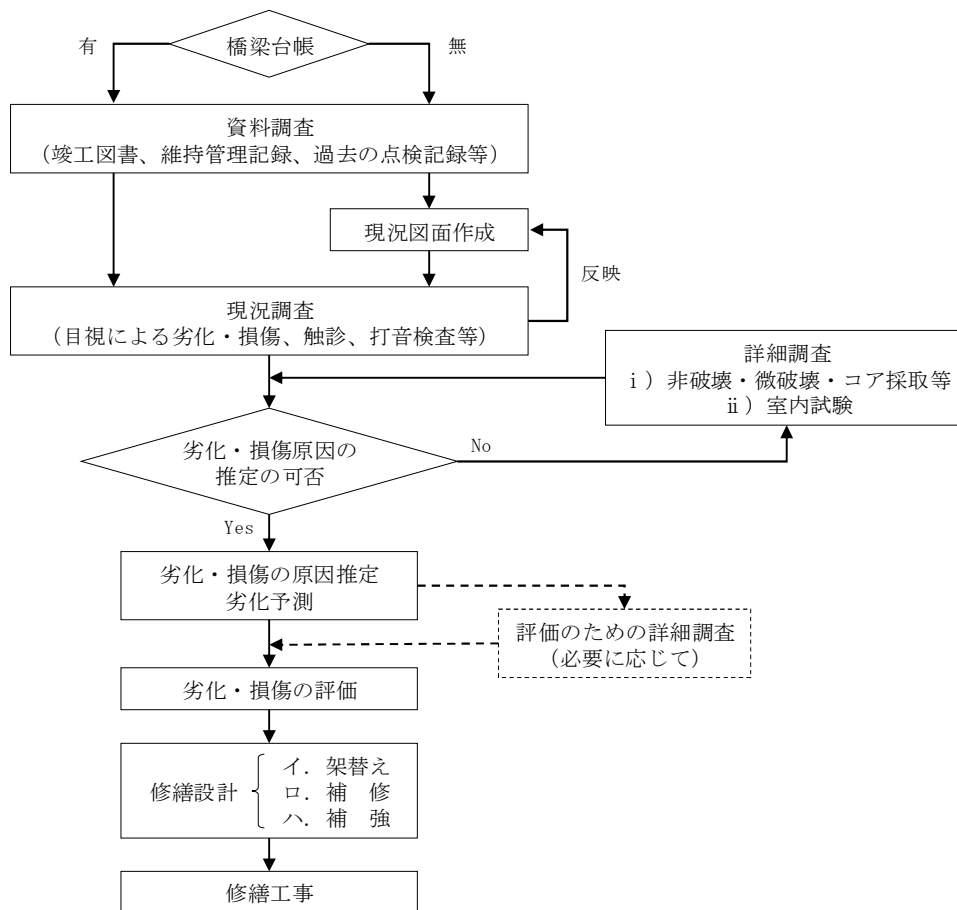 橋梁台帳
有
無
資料調査
（竣工図書、維持管理記録、過去の点検記録等）
現況図面作成
反映
現況調査
（目視による劣化・損傷、触診、打音検査等）
詳細調査
ⅰ）非破壊・微破壊・コア採取等
ⅱ）室内試験
劣化・損傷原因の
推定の可否
No
Yes
劣化・損傷の原因推定
劣化予測
評価のための詳細調査
（必要に応じて）
劣化・損傷の評価
修繕設計
イ．架替え
ロ．補　修
ハ．補　強
修繕工事